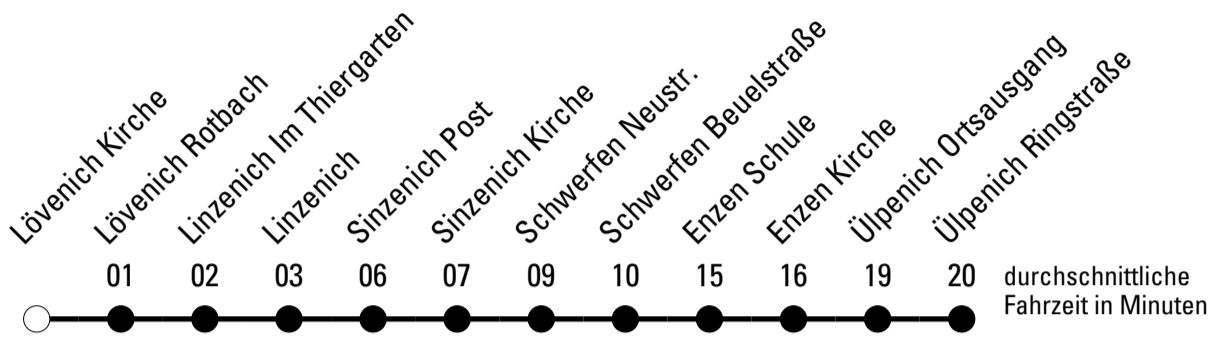 Lövenich Kirche
Lövenich Rotbach
Linzenich Im Thiergarten
Linzenich
Sinzenich Post
Sinzenich Kirche
Schwerfen Neustr.
Schwerfen Beuelstraße
Enzen Schule
Enzen Kirche
Ülpenich Ortsausgang
Ülpenich Ringstraße
01 02 03 06 07 09 10 15 16 19 20
durchschnittliche
Fahrzeit in Minuten